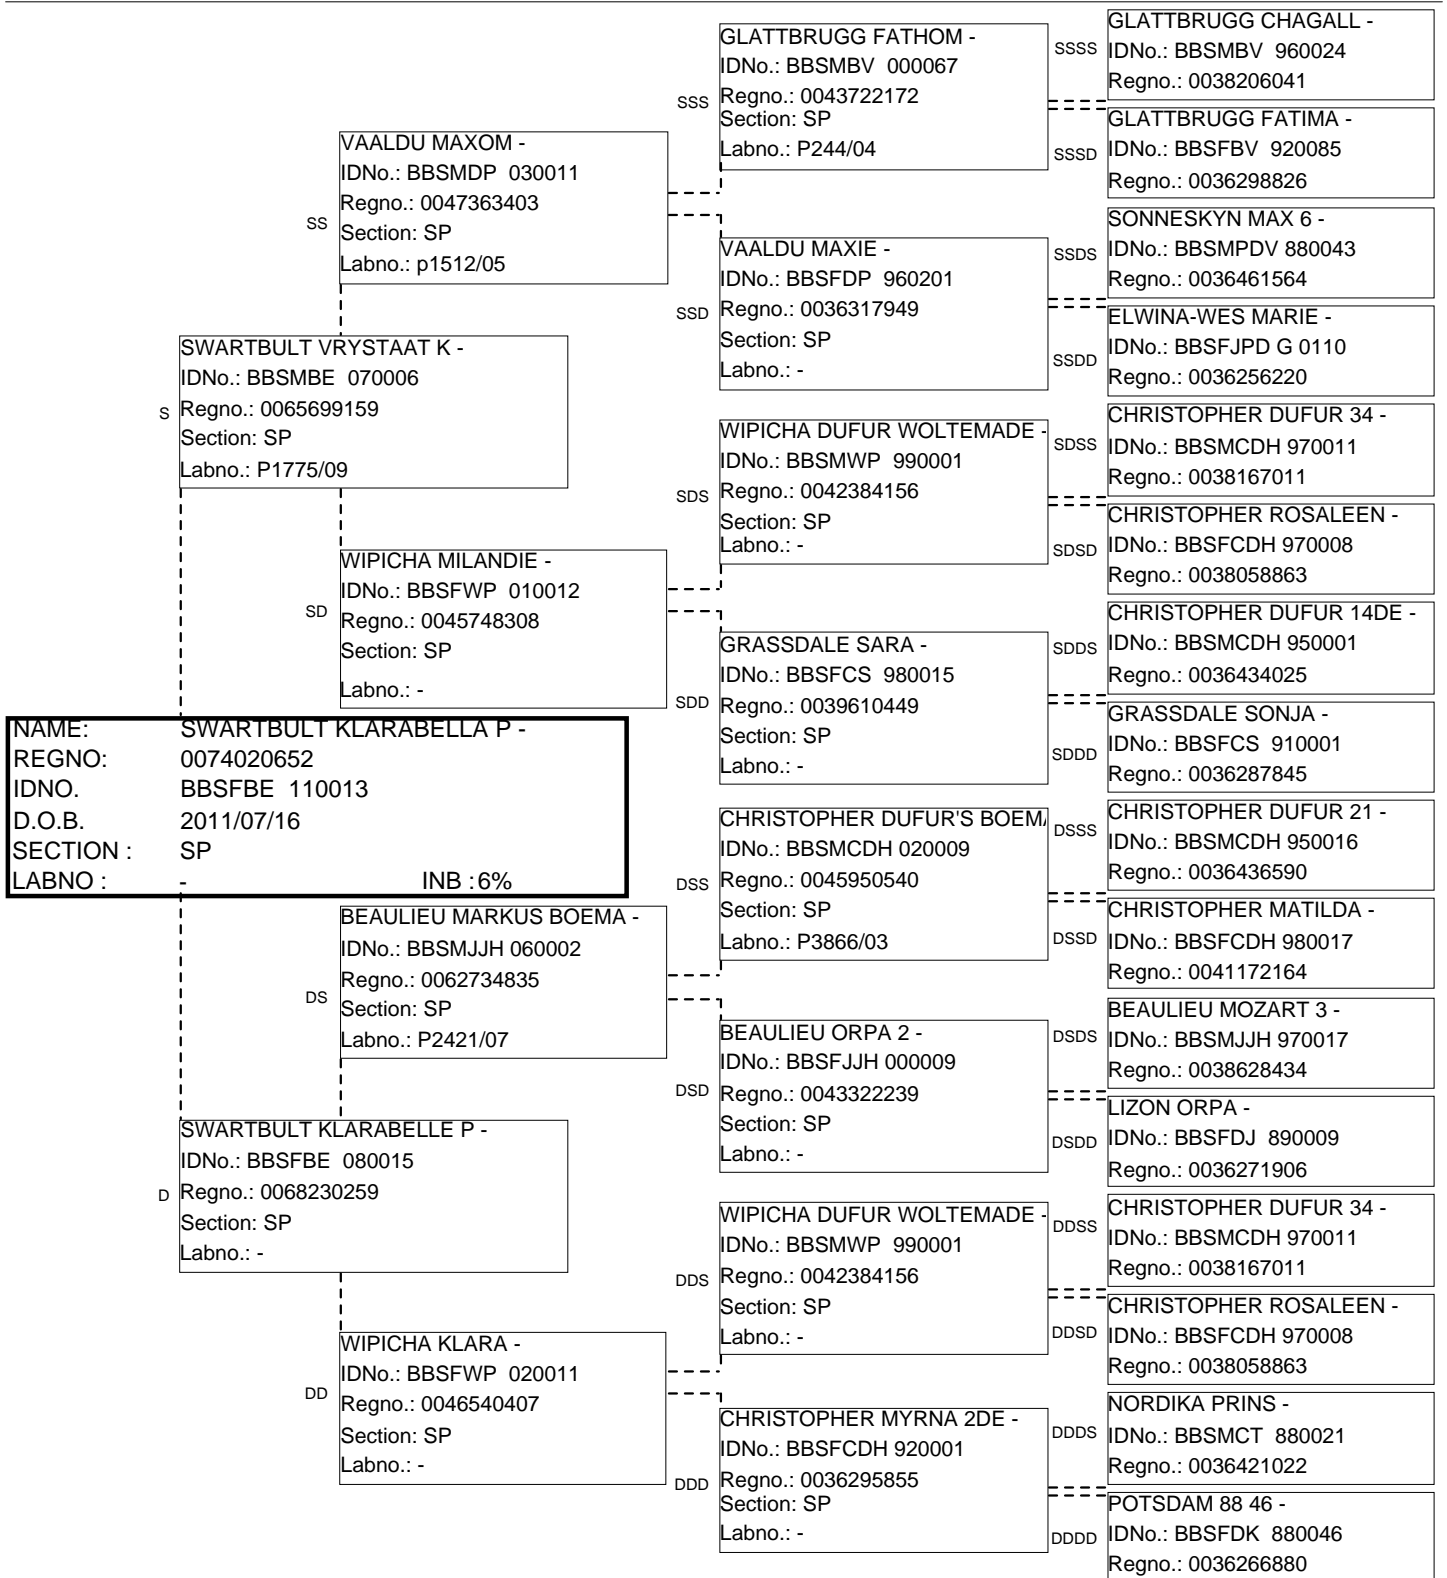 GLATTBRUGG CHAGALL -
SSSS IDNo.: BBSMBV 960024
Regno.: 0038206041
GLATTBRUGG FATHOM -
IDNo.: BBSMBV 000067
SSS Regno.: 0043722172
Section: SP
Labno.: P244/04
GLATTBRUGG FATIMA -
SSSD IDNo.: BBSFBV 920085
Regno.: 0036298826
VAALDU MAXOM -
IDNo.: BBSMDP 030011
SS Regno.: 0047363403
Section: SP
Labno.: p1512/05
SONNESKYN MAX 6 -
SSDS IDNo.: BBSMPDV 880043
Regno.: 0036461564
VAALDU MAXIE -
IDNo.: BBSFDP 960201
SSD Regno.: 0036317949
Section: SP
Labno.: -
ELWINA-WES MARIE -
SSDD IDNo.: BBSFJPD G 0110
Regno.: 0036256220
SWARTBULT VRYSTAAT K -
IDNo.: BBSMBE 070006
S Regno.: 0065699159
Section: SP
Labno.: P1775/09
CHRISTOPHER DUFUR 34 -
SDSS IDNo.: BBSMCDH 970011
Regno.: 0038167011
WIPICHA DUFUR WOLTEMADE -
IDNo.: BBSMWP 990001
SDS Regno.: 0042384156
Section: SP
Labno.: -
CHRISTOPHER ROSALEEN -
SDSD IDNo.: BBSFCDH 970008
Regno.: 0038058863
WIPICHA MILANDIE -
IDNo.: BBSFWP 010012
SD Regno.: 0045748308
Section: SP
Labno.: -
CHRISTOPHER DUFUR 14DE -
SDDS IDNo.: BBSMCDH 950001
Regno.: 0036434025
GRASSDALE SARA -
IDNo.: BBSFCS 980015
SDD Regno.: 0039610449
Section: SP
Labno.: -
GRASSDALE SONJA -
SDDD IDNo.: BBSFCS 910001
Regno.: 0036287845
NAME: SWARTBULT KLARABELLA P -
REGNO: 0074020652
IDNO. BBSFBE 110013
D.O.B. 2011/07/16
SECTION : SP
LABNO : - INB : 6%
CHRISTOPHER DUFUR 21 -
DSSS IDNo.: BBSMCDH 950016
Regno.: 0036436590
CHRISTOPHER DUFUR'S BOEMA
IDNo.: BBSMCDH 020009
DSS Regno.: 0045950540
Section: SP
Labno.: P3866/03
CHRISTOPHER MATILDA -
DSSD IDNo.: BBSFCDH 980017
Regno.: 0041172164
BEAULIEU MARKUS BOEMA -
IDNo.: BBSMJJH 060002
DS Regno.: 0062734835
Section: SP
Labno.: P2421/07
BEAULIEU MOZART 3 -
DSDS IDNo.: BBSMJJH 970017
Regno.: 0038628434
BEAULIEU ORPA 2 -
IDNo.: BBSFJJH 000009
DSD Regno.: 0043322239
Section: SP
Labno.: -
LIZON ORPA -
DSDD IDNo.: BBSFDJ 890009
Regno.: 0036271906
SWARTBULT KLARABELLE P -
IDNo.: BBSFBE 080015
D Regno.: 0068230259
Section: SP
Labno.: -
CHRISTOPHER DUFUR 34 -
DDSS IDNo.: BBSMCDH 970011
Regno.: 0038167011
WIPICHA DUFUR WOLTEMADE -
IDNo.: BBSMWP 990001
DDS Regno.: 0042384156
Section: SP
Labno.: -
CHRISTOPHER ROSALEEN -
DDSD IDNo.: BBSFCDH 970008
Regno.: 0038058863
WIPICHA KLARA -
IDNo.: BBSFWP 020011
DD Regno.: 0046540407
Section: SP
Labno.: -
NORDIKA PRINS -
DDDS IDNo.: BBSMCT 880021
Regno.: 0036421022
CHRISTOPHER MYRNA 2DE -
IDNo.: BBSFCDH 920001
DDD Regno.: 0036295855
Section: SP
Labno.: -
POTSDAM 88 46 -
DDDD IDNo.: BBSFDK 880046
Regno.: 0036266880